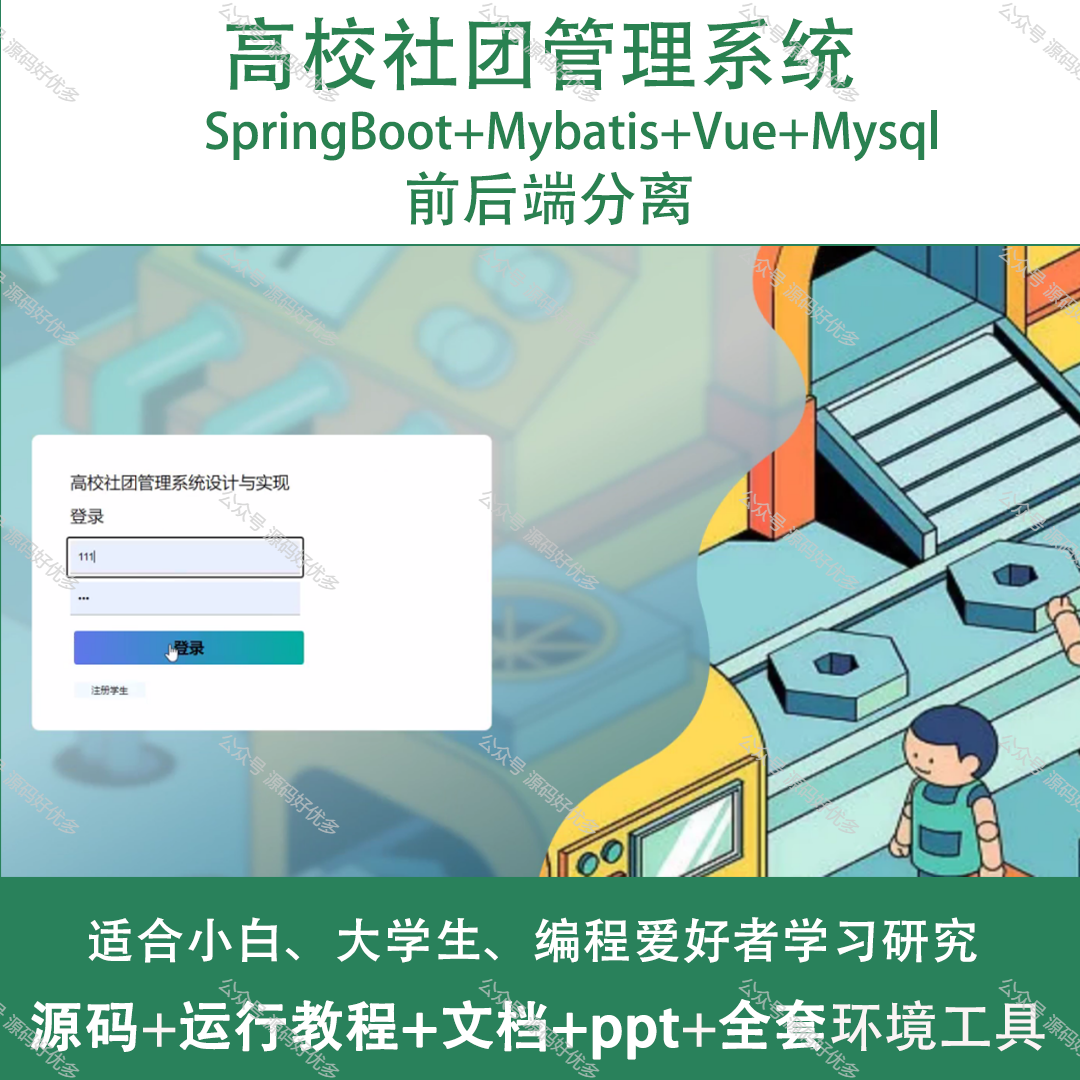 高校社团管理系统
SpringBoot+Mybatis+Vue+Mysql
前后端分离
高校社团管理系统设计与实现
登录
111
•••
登录
注册学生
适合小白、大学生、编程爱好者学习研究
源码+运行教程+文档+ppt+全套环境工具
公众号 源码好优多